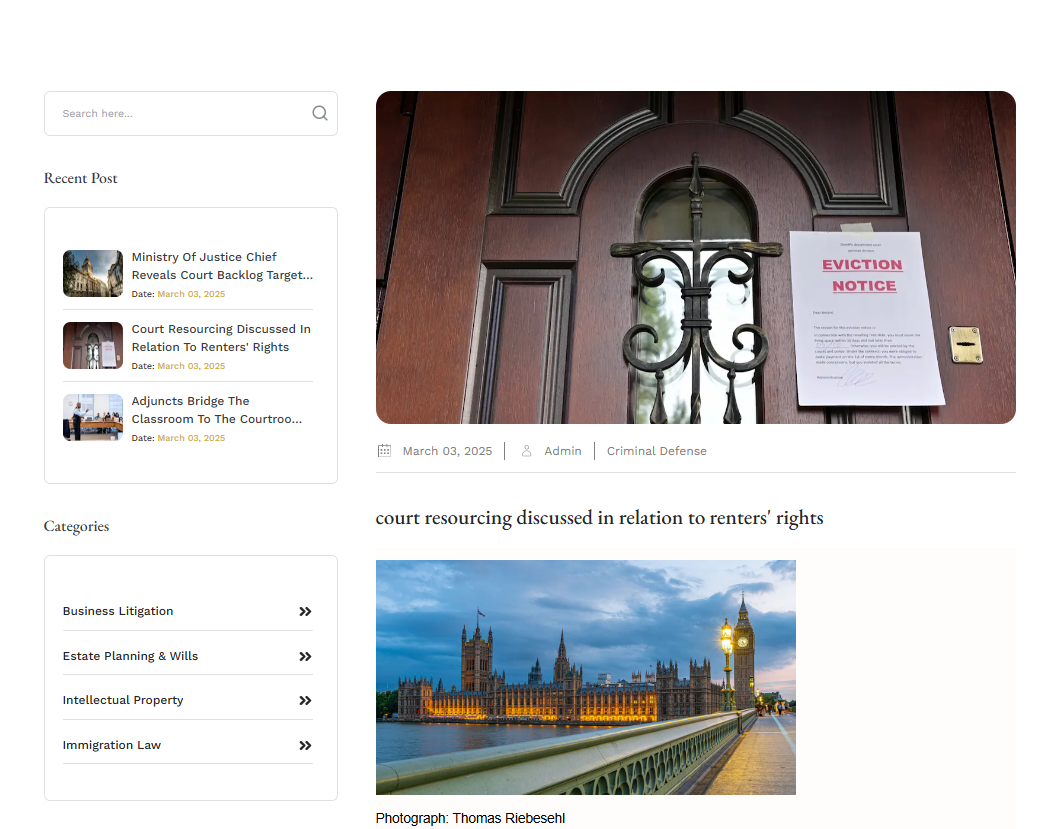 Search here...
Recent Post
Ministry Of Justice Chief
Reveals Court Backlog Target...
Date: March 03, 2025
Court Resourcing Discussed In
Relation To Renters' Rights
Date: March 03, 2025
Adjuncts Bridge The
Classroom To The Courtroo...
Date: March 03, 2025
Categories
Business Litigation
Estate Planning & Wills
Intellectual Property
Immigration Law
EVICTION
NOTICE
March 03, 2025
Admin
Criminal Defense
court resourcing discussed in relation to renters' rights
Photograph: Thomas Riebesehl